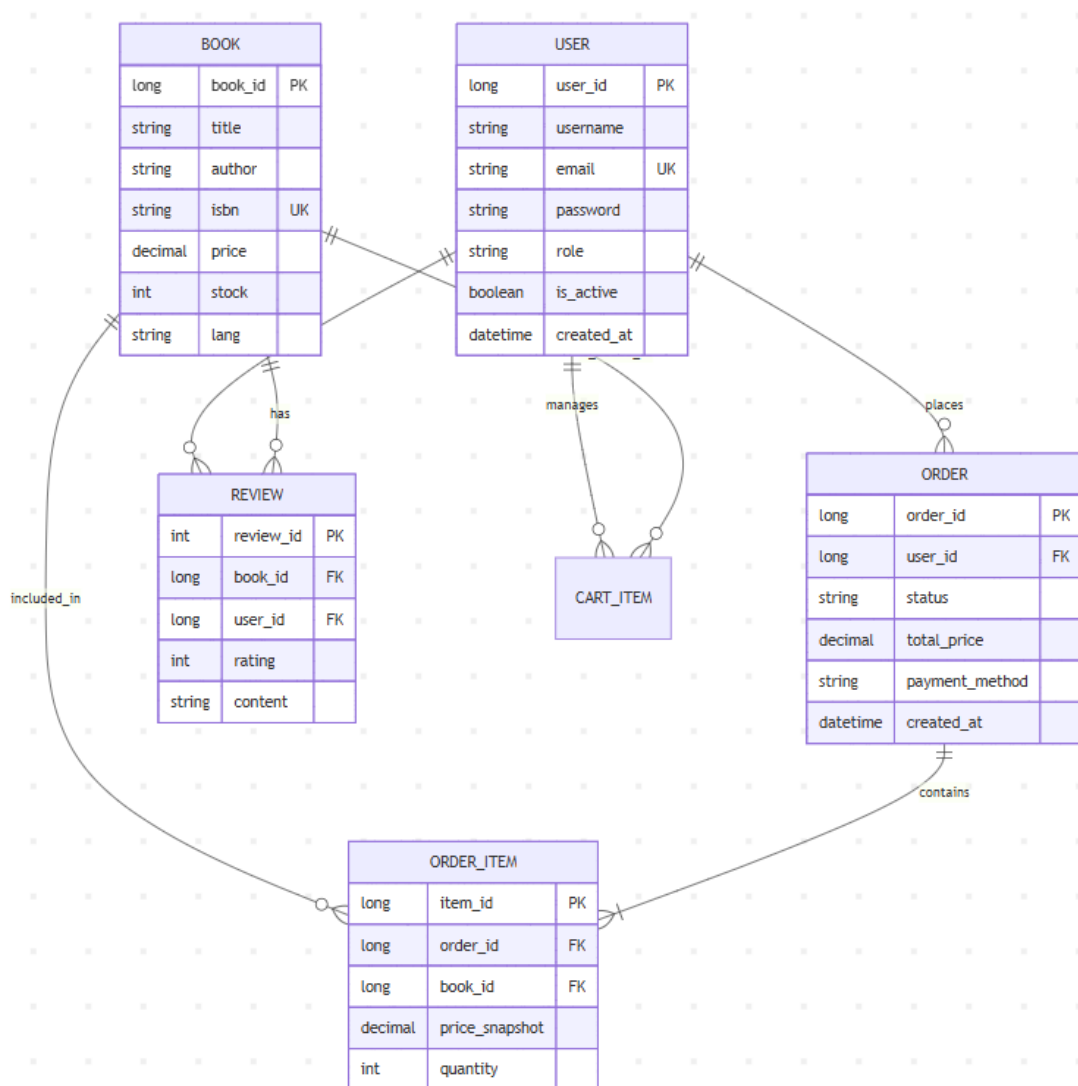 BOOK
long book_id PK
string title
string author
string isbn UK
decimal price
int stock
string lang
USER
long user_id PK
string username
string email UK
string password
string role
boolean is_active
datetime created_at
has
manages
places
included_in
REVIEW
int review_id PK
long book_id FK
long user_id FK
int rating
string content
CART_ITEM
ORDER
long order_id PK
long user_id FK
string status
decimal total_price
string payment_method
datetime created_at
contains
ORDER_ITEM
long item_id PK
long order_id FK
long book_id FK
decimal price_snapshot
int quantity